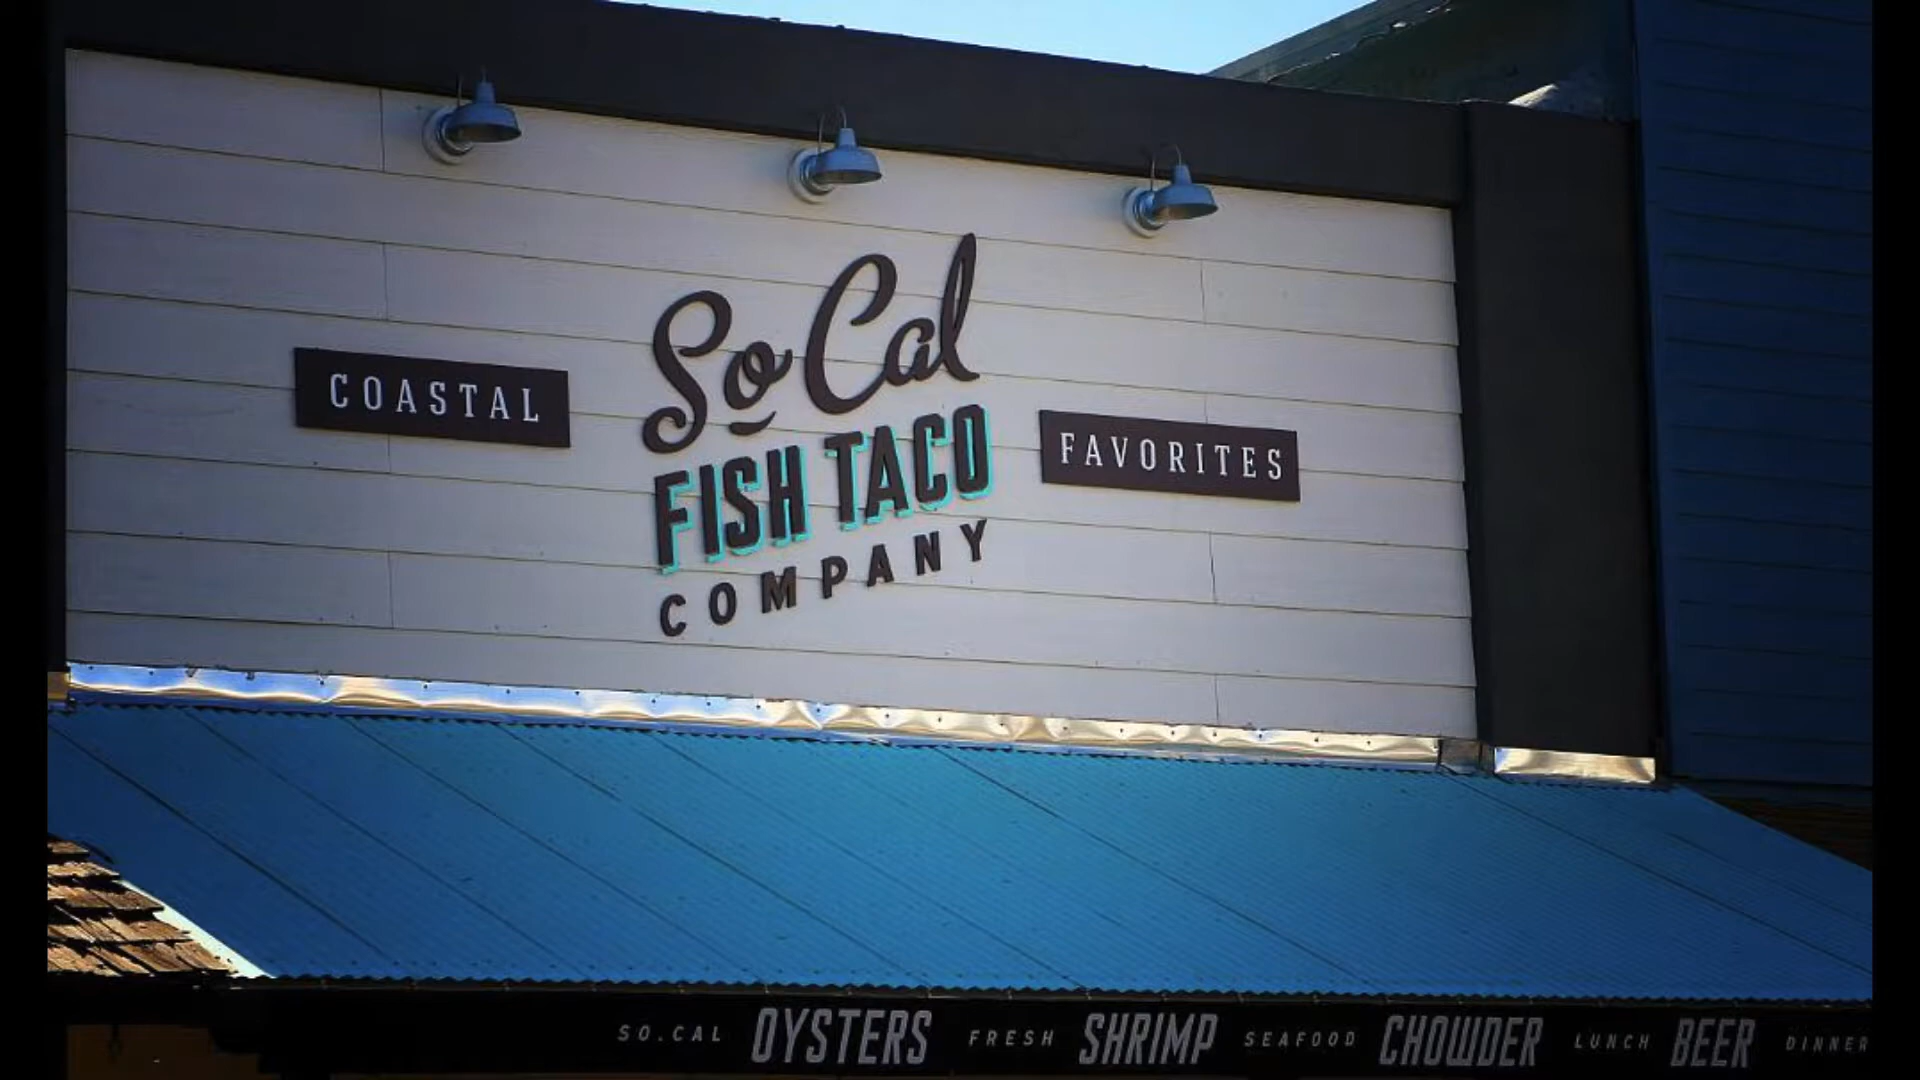 So Cal
COASTAL
FISH TACO
FAVORITES
COMPANY
SO.CAL OYSTERS FRESH SHRIMP SEAFOOD CHOWDER LUNCH BEER DINNER